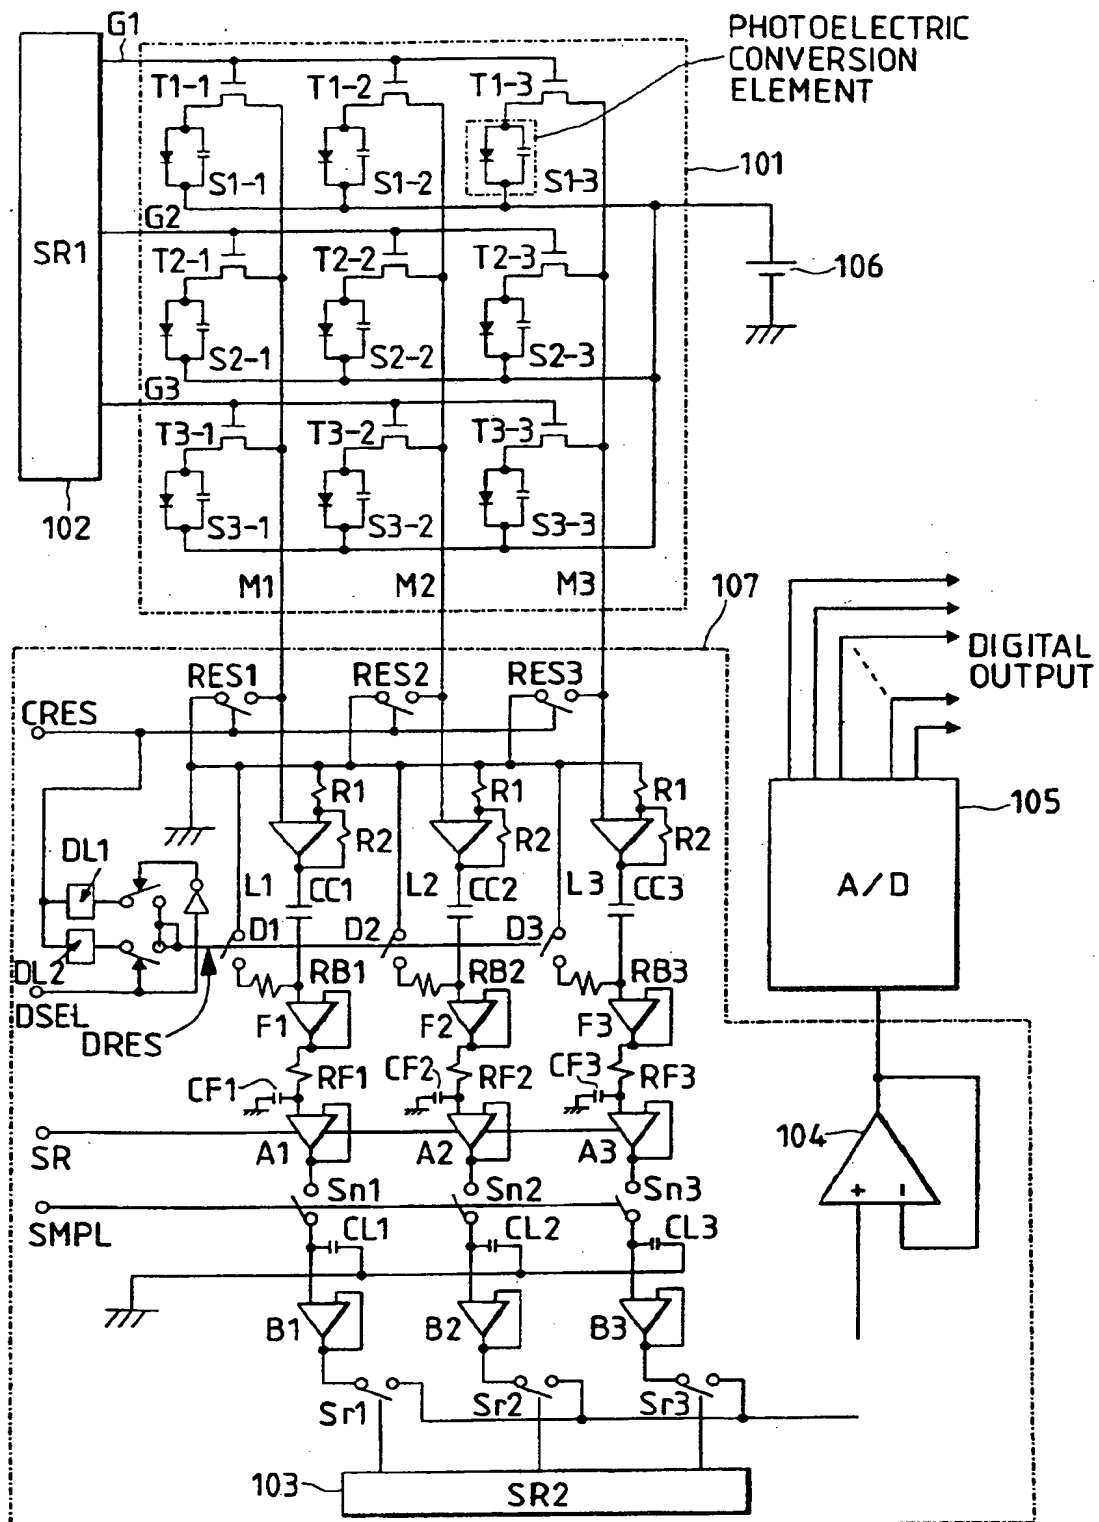 G1
PHOTOELECTRIC
CONVERSION
ELEMENT
T1-1 T1-2 T1-3
101
S1-1 S1-2 S1-3
G2
SR1
T2-1 T2-2 T2-3
106
S2-1 S2-2 S2-3
G3
T3-1 T3-2 T3-3
102
S3-1 S3-2 S3-3
M1 M2 M3
107
DIGITAL
OUTPUT
RES1 RES2 RES3
CRES
R1 R1 R1
105
R2 R2 R2
DL1
A/D
L1 CC1 L2 CC2 L3 CC3
D1 D2 D3
DL2
RB1 RB2 RB3
DSEL
F1 F2 F3
DRES
CF1 RF1 CF2 RF2 CF3 RF3
104
SR
A1 A2 A3
+ -
Sn1 Sn2 Sn3
SMPL
CL1 CL2 CL3
B1 B2 B3
Sr1 Sr2 Sr3
103
SR2